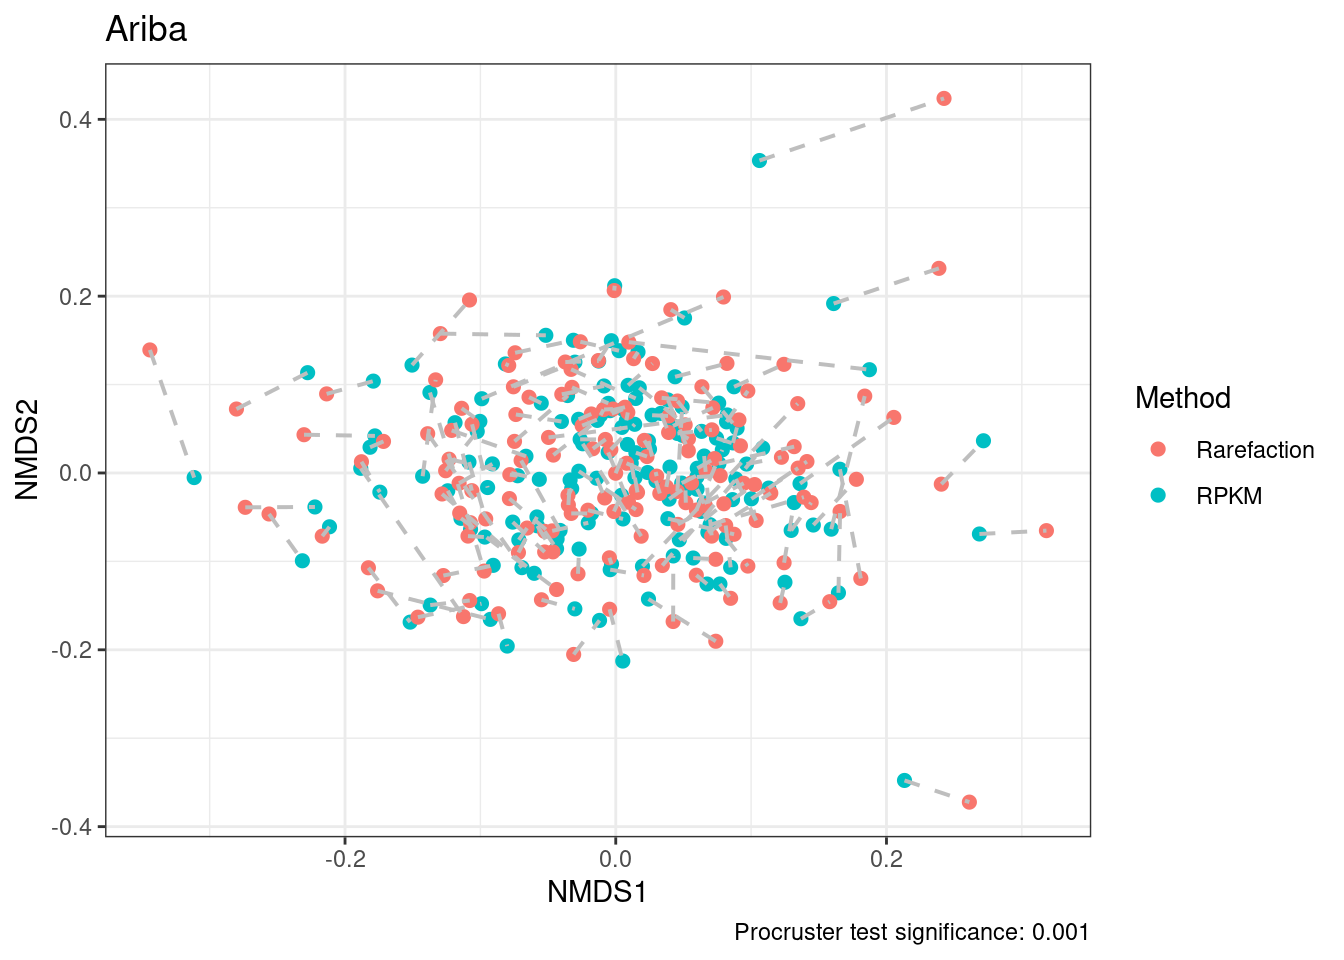 Ariba
0.4
0.2
0.0
-0.2
-0.4
NMDS2
-0.2
0.0
0.2
NMDS1
Method
Rarefaction
RPKM
Procruster test significance: 0.001